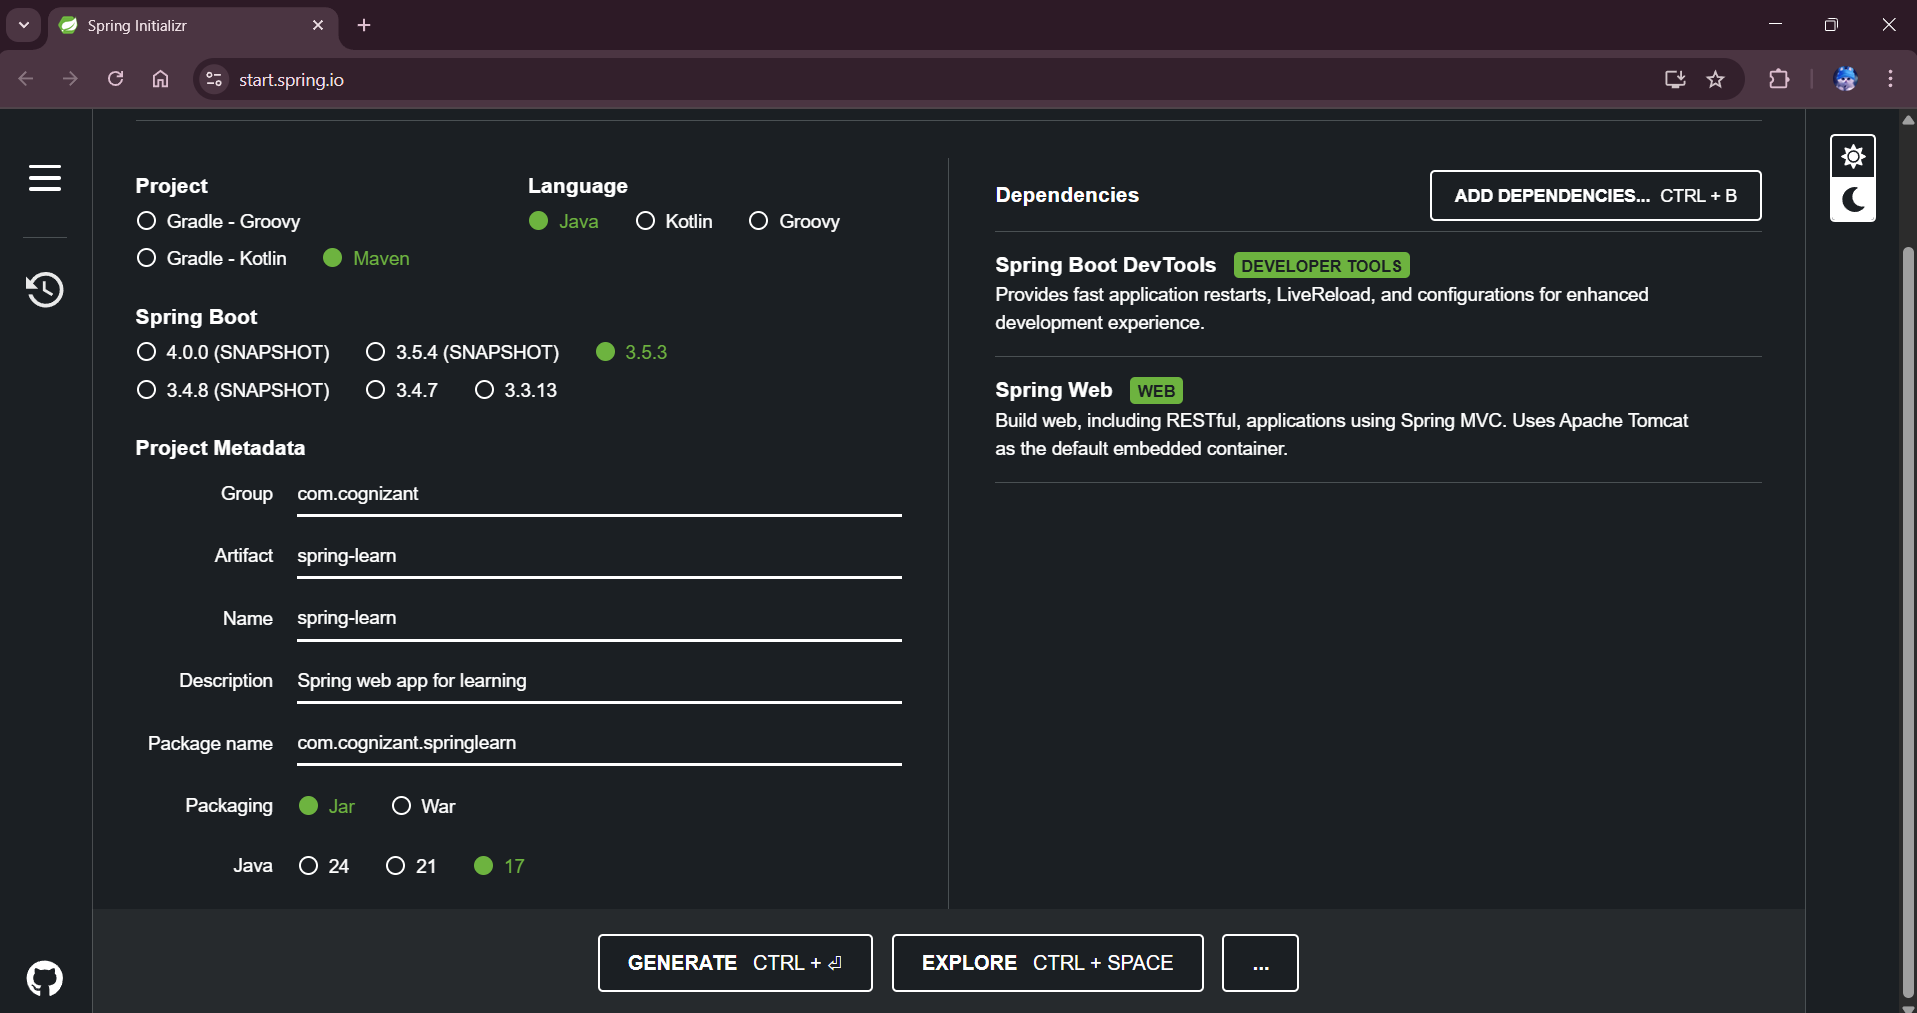 Spring Initializr
start.spring.io
Project
Gradle - Groovy
Gradle - Kotlin Maven
Language
Java Kotlin Groovy
Spring Boot
4.0.0 (SNAPSHOT) 3.5.4 (SNAPSHOT) 3.5.3
3.4.8 (SNAPSHOT) 3.4.7 3.3.13
Project Metadata
Group com.cognizant
Artifact spring-learn
Name spring-learn
Description Spring web app for learning
Package name com.cognizant.springlearn
Packaging Jar War
Java 24 21 17
Dependencies ADD DEPENDENCIES... CTRL + B
Spring Boot DevTools DEVELOPER TOOLS
Provides fast application restarts, LiveReload, and configurations for enhanced
development experience.
Spring Web WEB
Build web, including RESTful, applications using Spring MVC. Uses Apache Tomcat
as the default embedded container.
GENERATE CTRL + ⏎ EXPLORE CTRL + SPACE ...